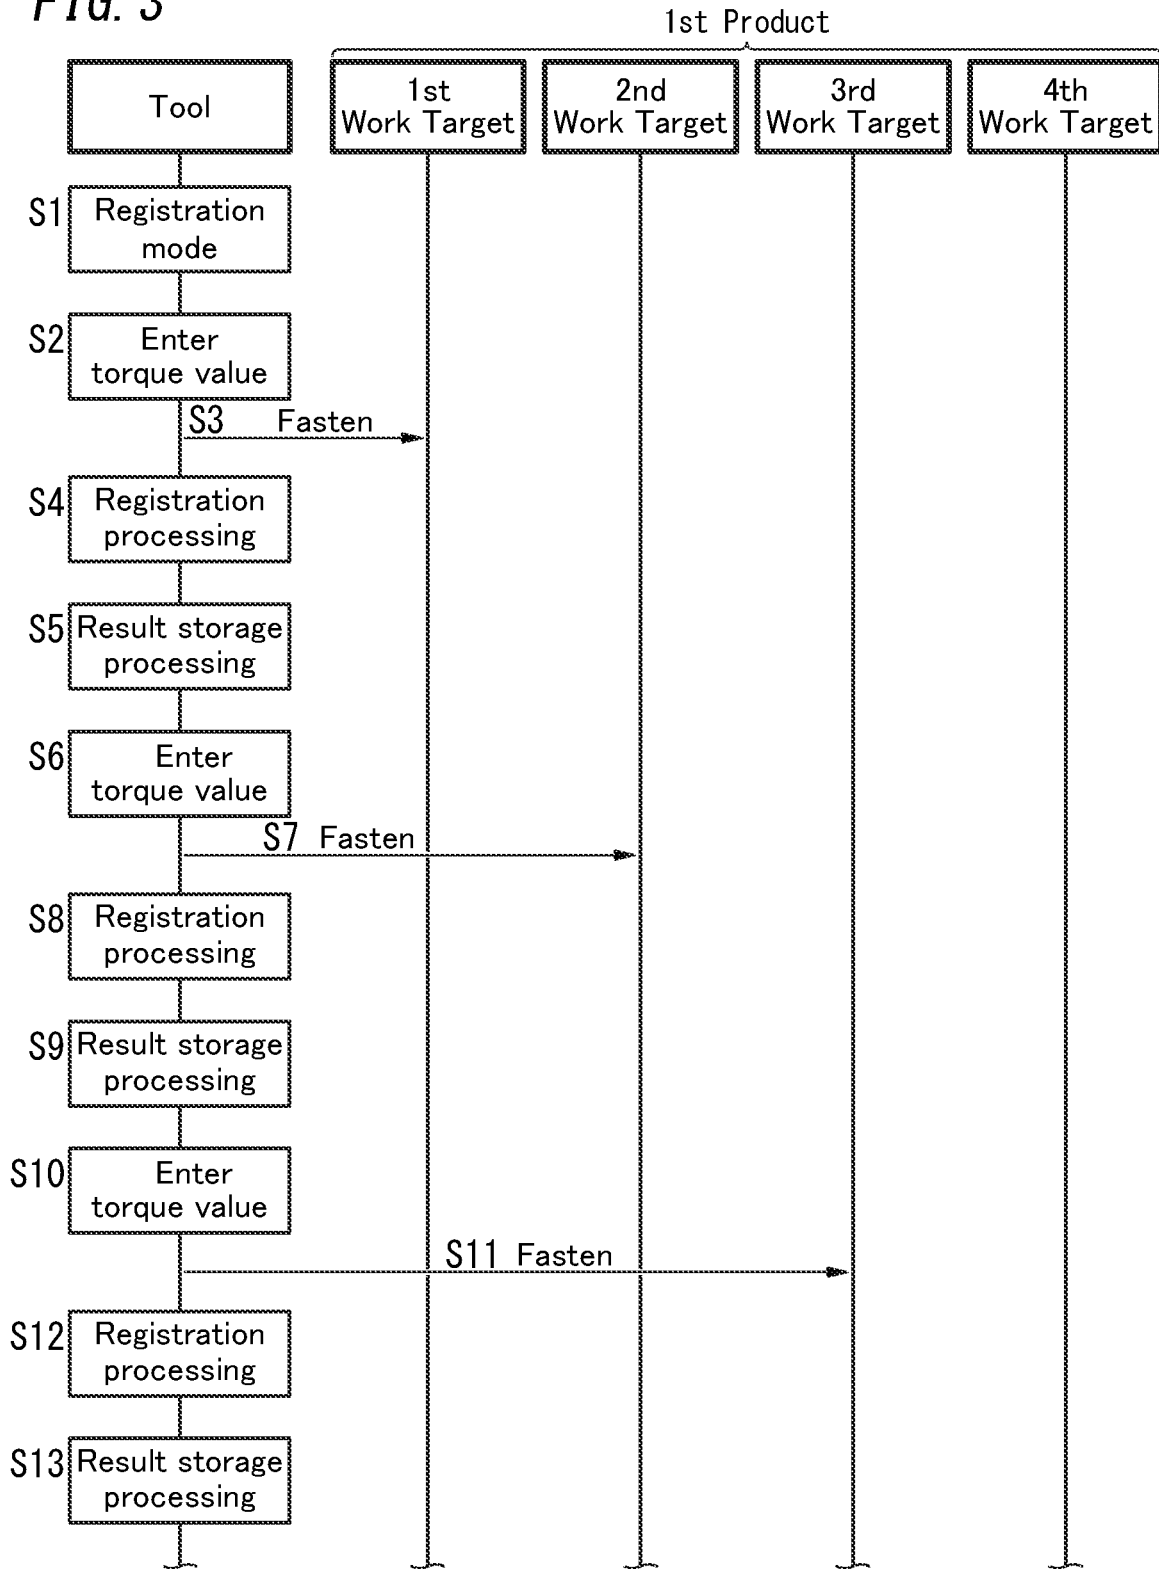 FIG. 3
1st Product
Tool
1st
Work Target
2nd
Work Target
3rd
Work Target
4th
Work Target
S1
Registration
mode
S2
Enter
torque value
S3 Fasten
S4
Registration
processing
S5
Result storage
processing
S6
Enter
torque value
S7 Fasten
S8
Registration
processing
S9
Result storage
processing
S10
Enter
torque value
S11 Fasten
S12
Registration
processing
S13
Result storage
processing